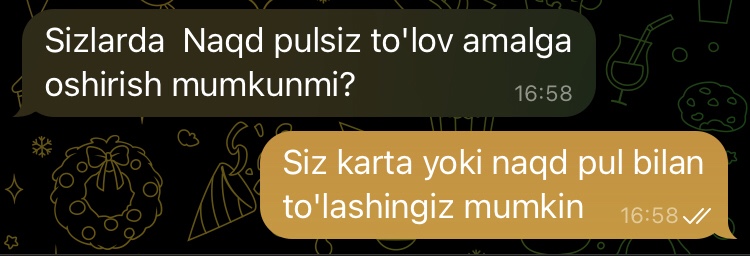 Sizlarda  Naqd pulsiz to'lov amalga
oshirish mumkunmi?
16:58
Siz karta yoki naqd pul bilan
to'lashingiz mumkin
16:58